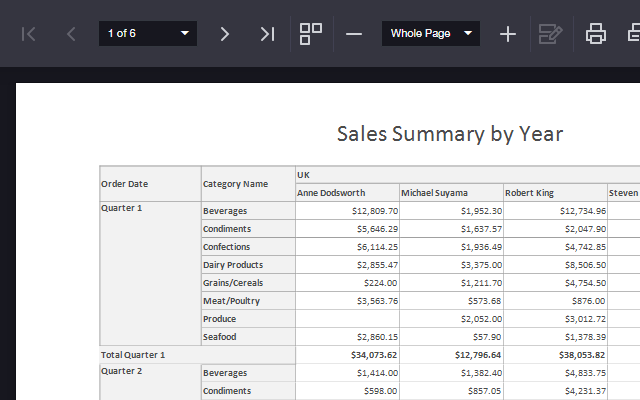 1 of 6 Whole Page
Sales Summary by Year
Order Date Category Name UK
Anne Dodsworth Michael Suyama Robert King Steven
Quarter 1 Beverages $12,809.70 $1,952.30 $12,734.96
Condiments $5,646.29 $1,637.57 $2,047.90
Confections $6,114.25 $1,936.49 $4,742.85
Dairy Products $2,855.47 $3,375.00 $8,506.50
Grains/Cereals $224.00 $1,211.70 $4,754.50
Meat/Poultry $3,563.76 $573.68 $876.00
Produce $2,052.00 $3,012.72
Seafood $2,860.15 $57.90 $1,378.39
Total Quarter 1 $34,073.62 $12,796.64 $38,053.82
Quarter 2 Beverages $1,414.00 $1,382.40 $4,833.75
Condiments $598.00 $857.05 $4,231.37